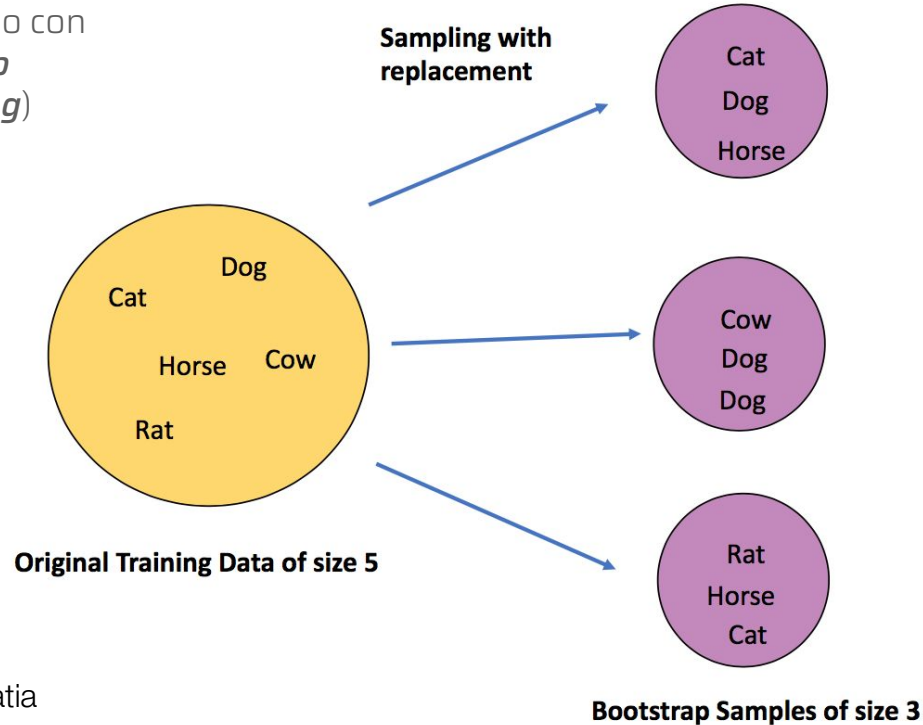 o con
p
g)
Sampling with
replacement
Cat
Dog
Horse
Dog
Cat
Horse
Cow
Rat
Cow
Dog
Dog
Original Training Data of size 5
Rat
Horse
Cat
atia
Bootstrap Samples of size 3